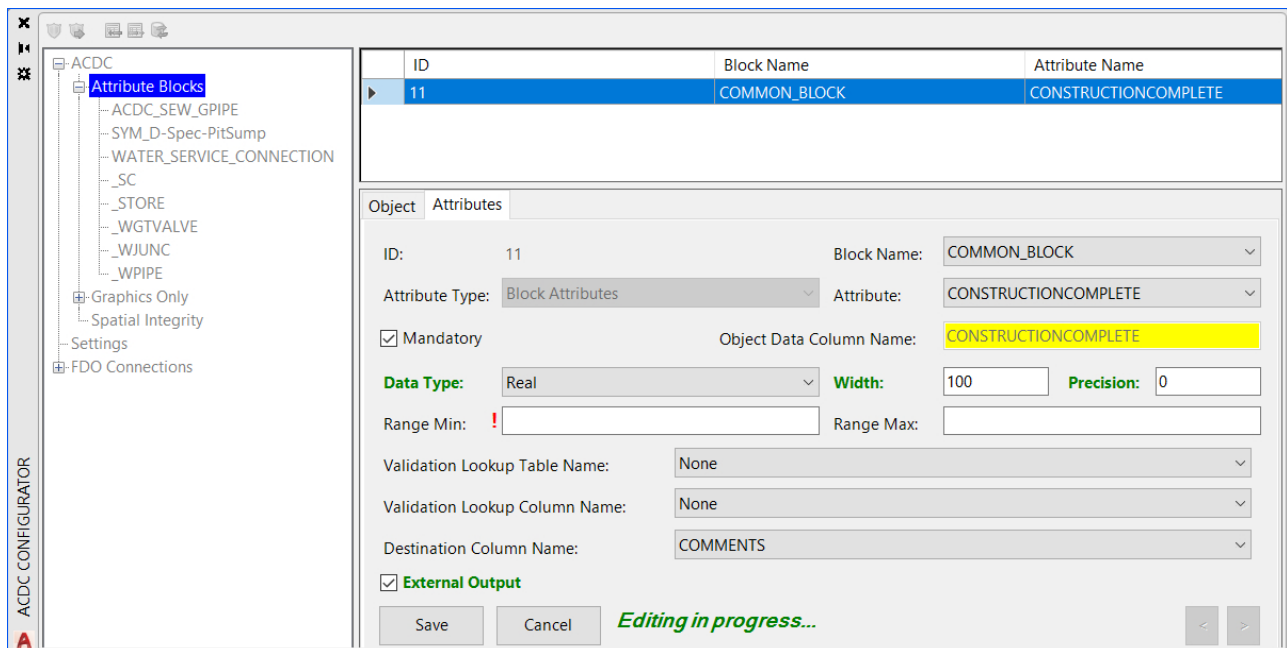 ACDC
Attribute Blocks
ACDC_SEW_GPIPE
SYM_D-Spec-PitSump
WATER_SERVICE_CONNECTION
_SC
_STORE
_WGTVALVE
_WJUNC
_WPIPE
Graphics Only
Spatial Integrity
Settings
FDO Connections
ACDC CONFIGURATOR
ID Block Name Attribute Name
11 COMMON_BLOCK CONSTRUCTIONCOMPLETE
Object Attributes
ID: 11 Block Name: COMMON_BLOCK
Attribute Type: Block Attributes Attribute: CONSTRUCTIONCOMPLETE
Mandatory Object Data Column Name: CONSTRUCTIONCOMPLETE
Data Type: Real Width: 100 Precision: 0
Range Min: ! Range Max:
Validation Lookup Table Name: None
Validation Lookup Column Name: None
Destination Column Name: COMMENTS
External Output
Save Cancel Editing in progress... < >